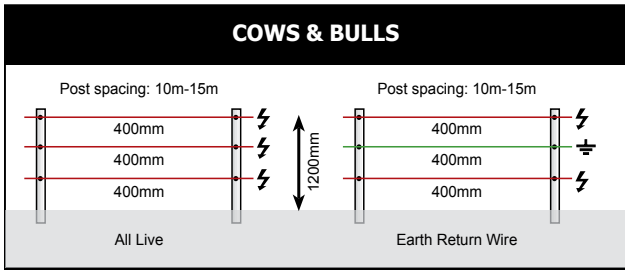 COWS & BULLS
Post spacing: 10m-15m
400mm
400mm
400mm
All Live
1200mm
Post spacing: 10m-15m
400mm
400mm
400mm
Earth Return Wire